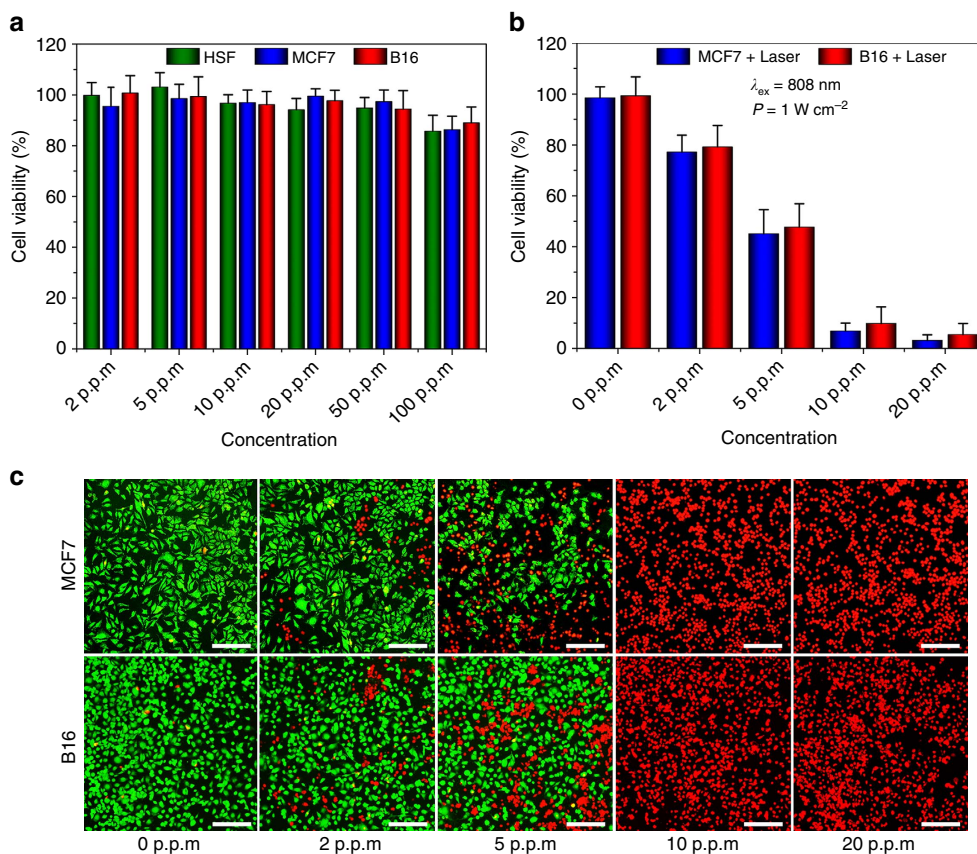 a
120
100
80
60
40
20
0
Cell viability (%)
HSF MCF7 B16
2 p.p.m 5 p.p.m 10 p.p.m 20 p.p.m 50 p.p.m 100 p.p.m
Concentration
b
120
100
80
60
40
20
0
Cell viability (%)
MCF7 + Laser B16 + Laser
λex = 808 nm
P = 1 W cm−2
0 p.p.m 2 p.p.m 5 p.p.m 10 p.p.m 20 p.p.m
Concentration
c
MCF7
B16
0 p.p.m 2 p.p.m 5 p.p.m 10 p.p.m 20 p.p.m